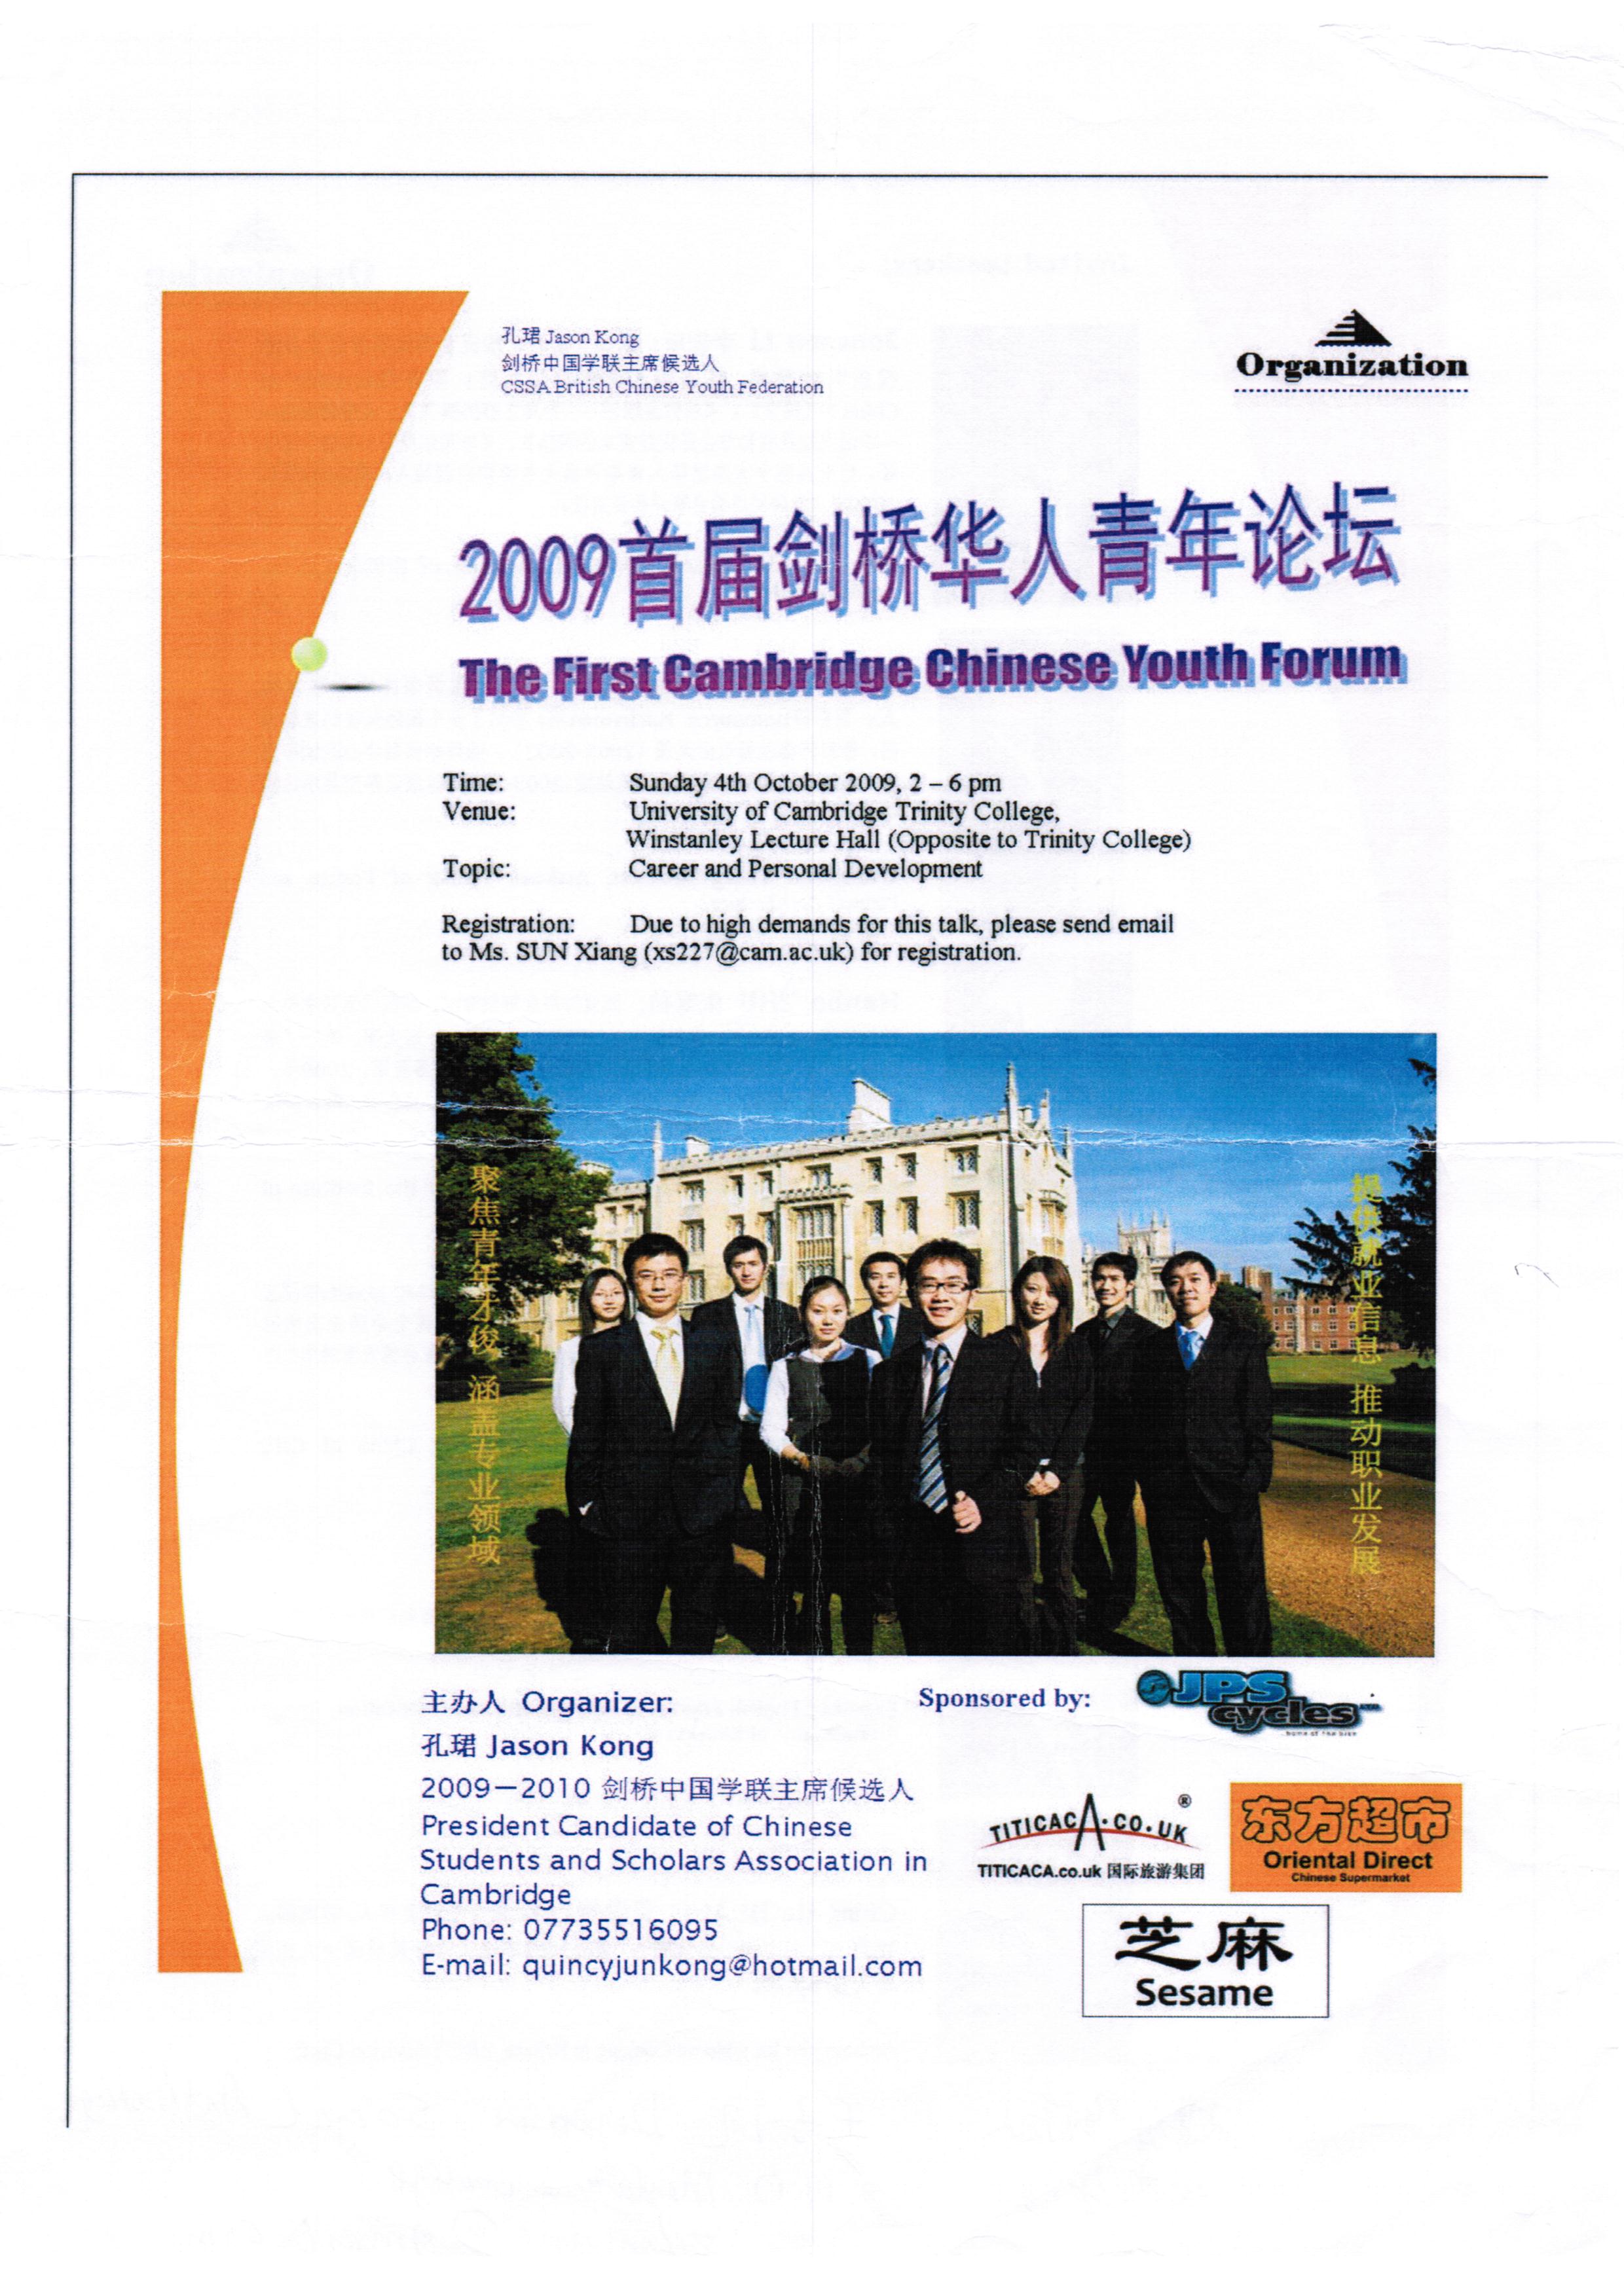 孔珺 Jason Kong
剑桥中国学联主席候选人
CSSA.British Chinese Youth Federation
Organization
2009首届剑桥华人青年论坛
The First Cambridge Chinese Youth Forum
Time: Sunday 4th October 2009, 2 – 6 pm
Venue: University of Cambridge Trinity College,
Winstanley Lecture Hall (Opposite to Trinity College)
Topic: Career and Personal Development
Registration: Due to high demands for this talk, please send email
to Ms. SUN Xiang (xs227@cam.ac.uk) for registration.
聚焦青年才俊 涵盖专业领域
提供就业信息 推动职业发展
主办人 Organizer:
孔珺 Jason Kong
2009—2010 剑桥中国学联主席候选人
President Candidate of Chinese
Students and Scholars Association in
Cambridge
Phone: 07735516095
E-mail: quincyjunkong@hotmail.com
Sponsored by:
JPS
cycles
...home of the bike
TITICACA.CO.UK ®
TITICACA.co.uk 国际旅游集团
东方超市
Oriental Direct
Chinese Supermarket
芝麻
Sesame